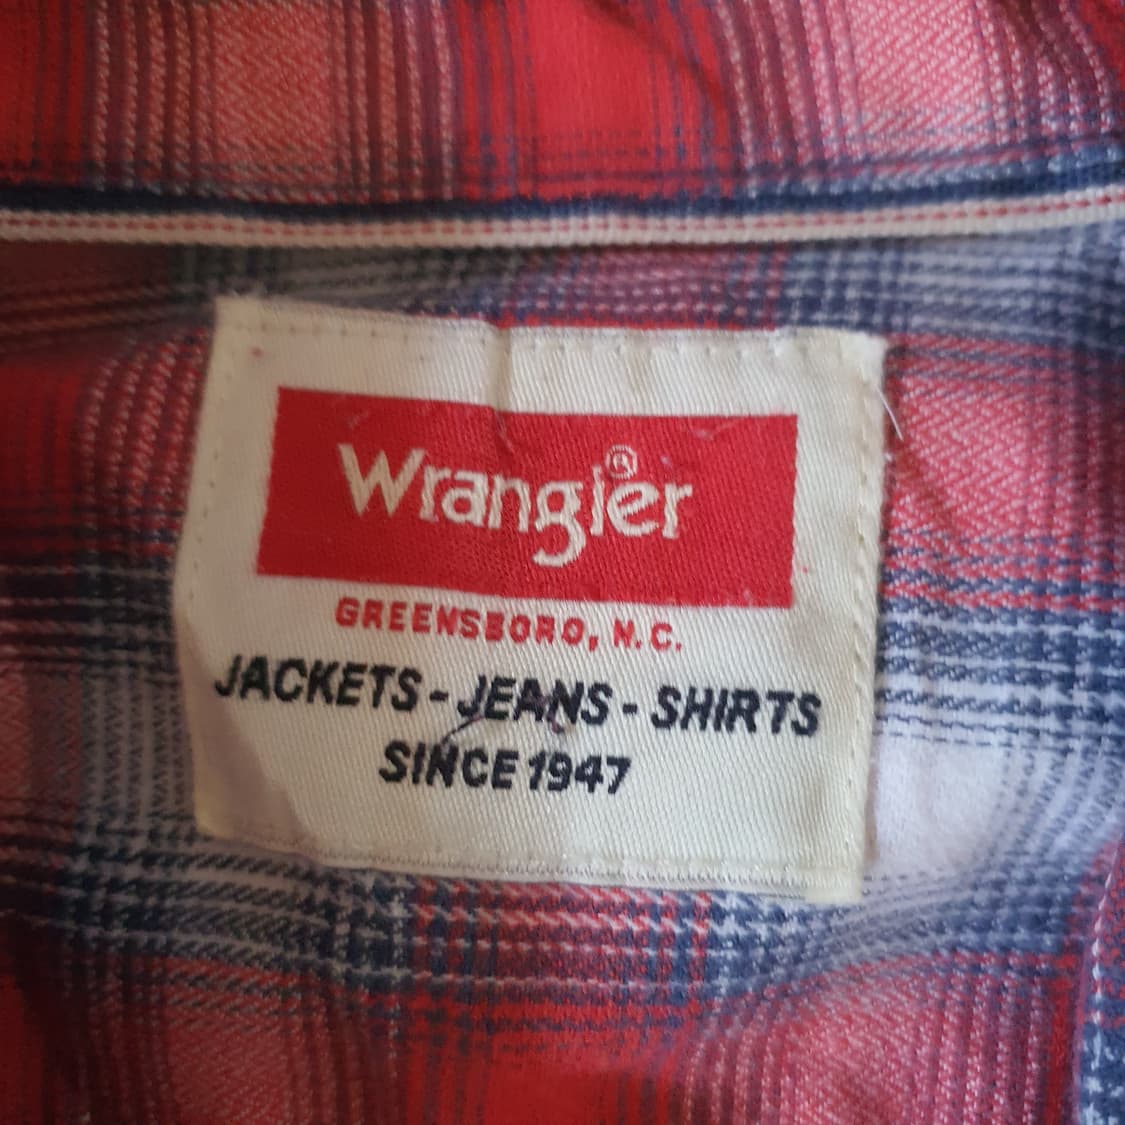 Wrangler®
GREENSBORO, N.C.
JACKETS - JEANS - SHIRTS
SINCE 1947